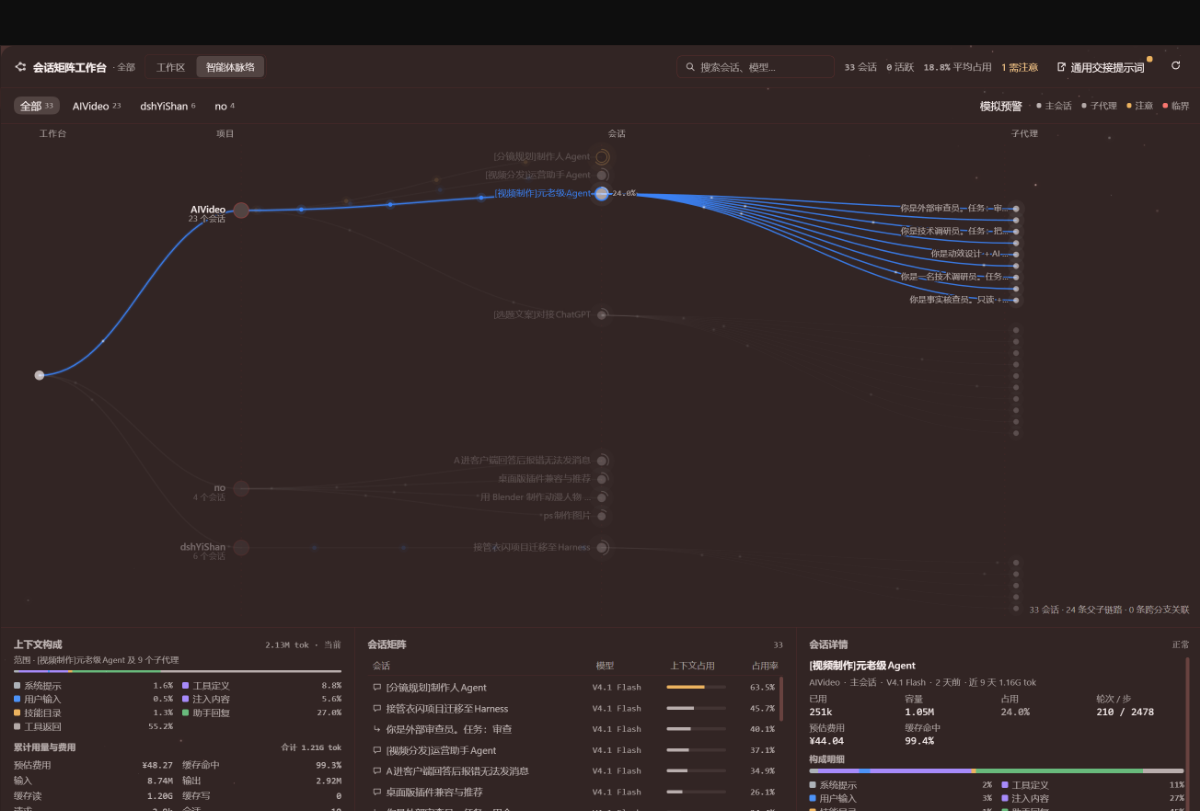 会话矩阵工作台 · 全部 工作区 智能体脉络 搜索会话、模型... 33 会话 0 活跃 18.8% 平均占用 1 需注意 通用交接提示词
全部 33 AIVideo 23 dshYiShan 6 no 4 模拟预警 主会话 子代理 注意 临界
工作台 项目 会话 子代理
[分镜规划]制作人 Agent
[视频分发]运营助手 Agent
[视频制作]元老级 Agent 24.0%
AIVideo
23 个会话
你是外部审查员。任务：审...
你是技术调研员。任务：把...
你是动效设计 + AI ...
你是一名技术调研员。任务...
你是事实核查员。只读 + ...
[选题文案]对接 ChatGPT
A进客户端回答后报错无法发消息
桌面版插件兼容与推荐
用 Blender 制作动漫人物 ...
ps 制作图片
no
4 个会话
dshYiShan
6 个会话
接管衣闪项目迁移至 Harness
33 会话 · 24 条父子链路 · 0 条跨分支关联
上下文构成 2.13M tok · 当前
范围 · [视频制作]元老级 Agent 及 9 个子代理
系统提示 1.6% 工具定义 8.8%
用户输入 0.5% 注入内容 5.6%
技能目录 1.3% 助手回复 27.0%
工具返回 55.2%
累计用量与费用 合计 1.21G tok
预估费用 ¥48.27 缓存命中 99.3%
输入 8.74M 输出 2.92M
缓存读 1.20G 缓存写 0
会话矩阵 33
会话 模型 上下文占用 占用率
[分镜规划]制作人 Agent V4.1 Flash 63.5%
接管衣闪项目迁移至 Harness V4.1 Flash 45.7%
你是外部审查员。任务：审查 V4.1 Flash 40.1%
[视频分发]运营助手 Agent V4.1 Flash 37.1%
A进客户端回答后报错无法发消息 V4.1 Flash 34.9%
桌面版插件兼容与推荐 V4.1 Flash 26.1%
会话详情 正常
[视频制作]元老级 Agent
AIVideo · 主会话 · V4.1 Flash · 2 天前 · 近 9 天 1.16G tok
已用 容量 占用 轮次 / 步
251k 1.05M 24.0% 210 / 2478
预估费用 缓存命中
¥44.04 99.4%
构成明细
系统提示 2% 工具定义 11%
用户输入 3% 注入内容 27%